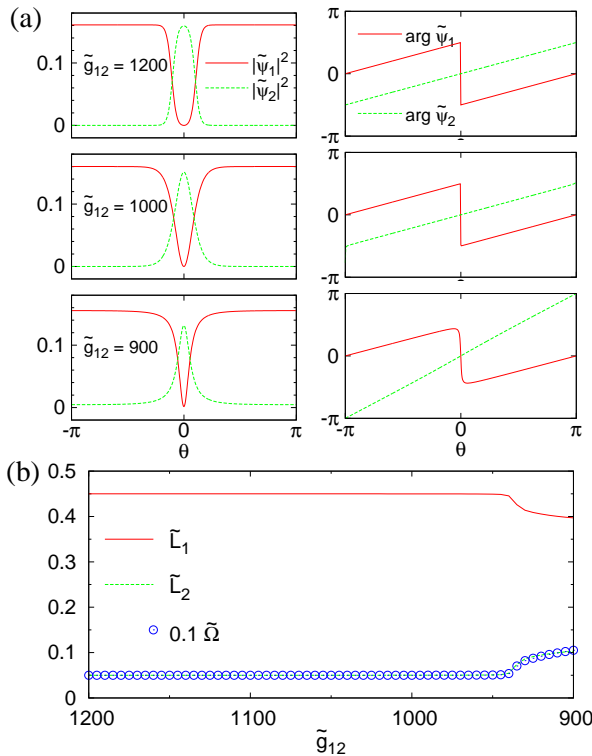 (a)
0.1
0
g̃12 = 1200
|ψ̃1|²
|ψ̃2|²
π
0
-π
arg ψ̃1
arg ψ̃2
0.1
0
g̃12 = 1000
π
0
-π
0.1
0
g̃12 = 900
π
0
-π
-π 0 π
θ
-π 0 π
θ
(b)
0.5
0.4
0.3
0.2
0.1
0
L̃1
L̃2
0.1 Ω̃
1200 1100 1000 900
g̃12